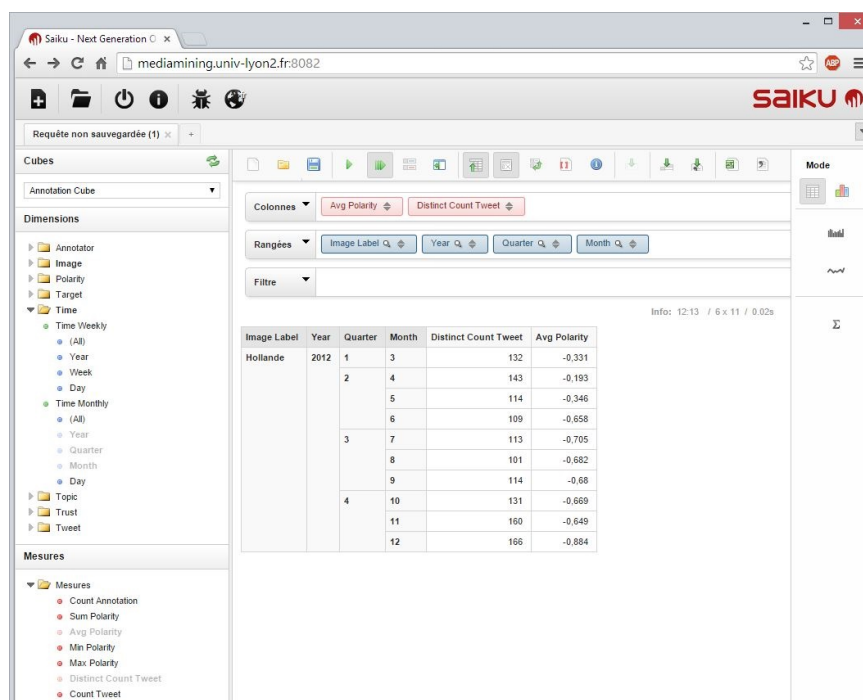 Saiku - Next Generation O
mediamining.univ-lyon2.fr:8082
ABP
saiku
Requête non sauvegardée (1)
Cubes
Annotation Cube
Dimensions
Annotator
Image
Polarity
Target
Time
Time Weekly
(All)
Year
Week
Day
Time Monthly
(All)
Year
Quarter
Month
Day
Topic
Trust
Tweet
Mesures
Mesures
Count Annotation
Sum Polarity
Avg Polarity
Min Polarity
Max Polarity
Distinct Count Tweet
Count Tweet
Colonnes Avg Polarity Distinct Count Tweet
Rangées Image Label Year Quarter Month
Filtre
Info: 12:13 / 6 x 11 / 0.02s
Image Label Year Quarter Month Distinct Count Tweet Avg Polarity
Hollande 2012 1 3 132 -0,331
2 4 143 -0,193
5 114 -0,346
6 109 -0,658
3 7 113 -0,705
8 101 -0,682
9 114 -0,68
4 10 131 -0,669
11 160 -0,649
12 166 -0,884
Mode
Σ